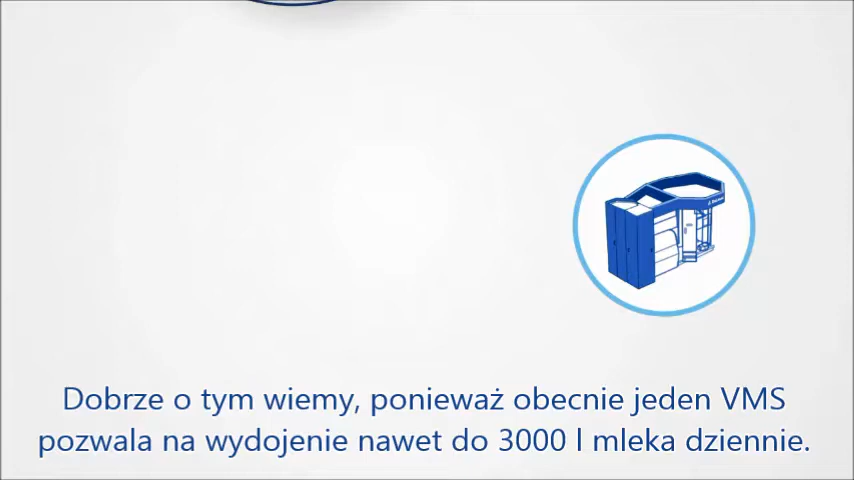 Dobrze o tym wiemy, ponieważ obecnie jeden VMS
pozwala na wydojenie nawet do 3000 l mleka dziennie.